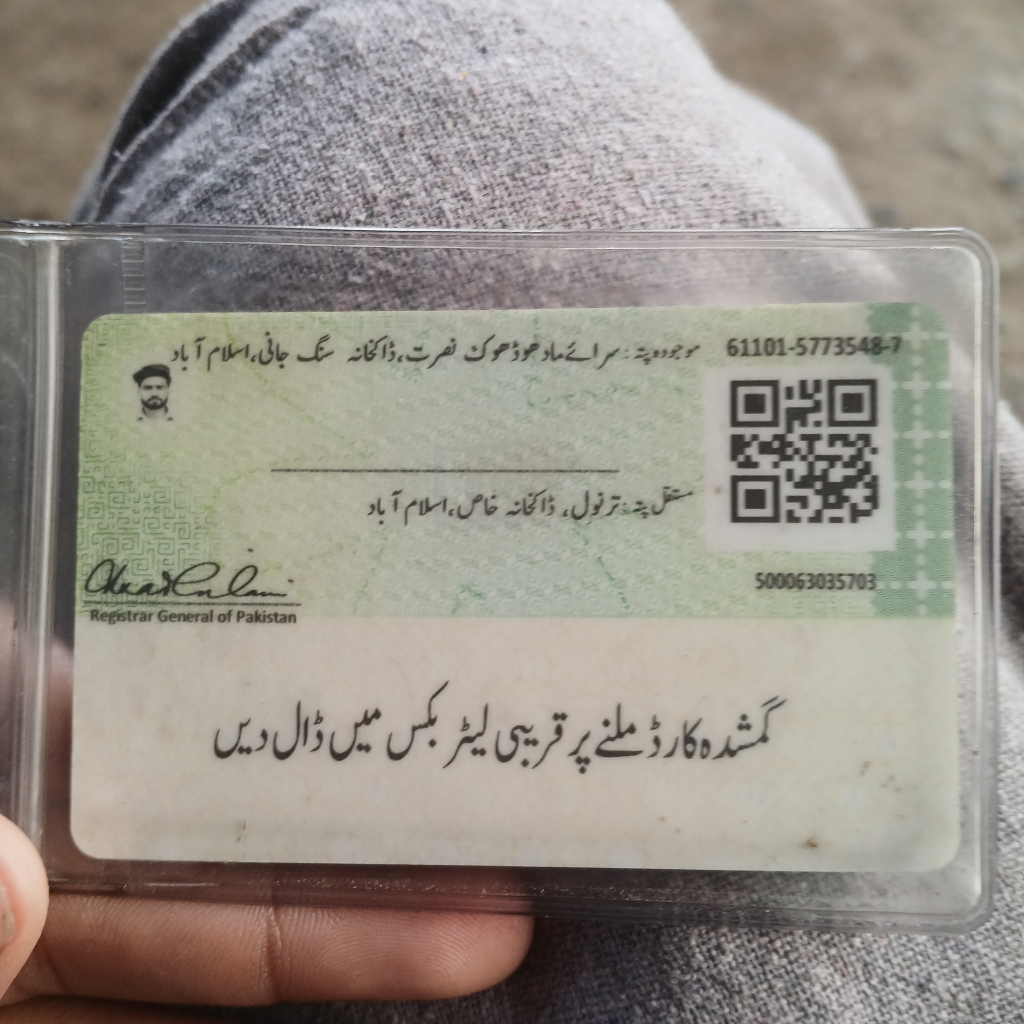 موجودہ پتہ: سرائے مادھو ڈھوک نصرت، ڈاکخانہ سنگ جانی، اسلام آباد
61101-5773548-7
مستقل پتہ: ترنول، ڈاکخانہ خاص، اسلام آباد
500063035703
Registrar General of Pakistan
گمشدہ کارڈ ملنے پر قریبی لیٹر بکس میں ڈال دیں